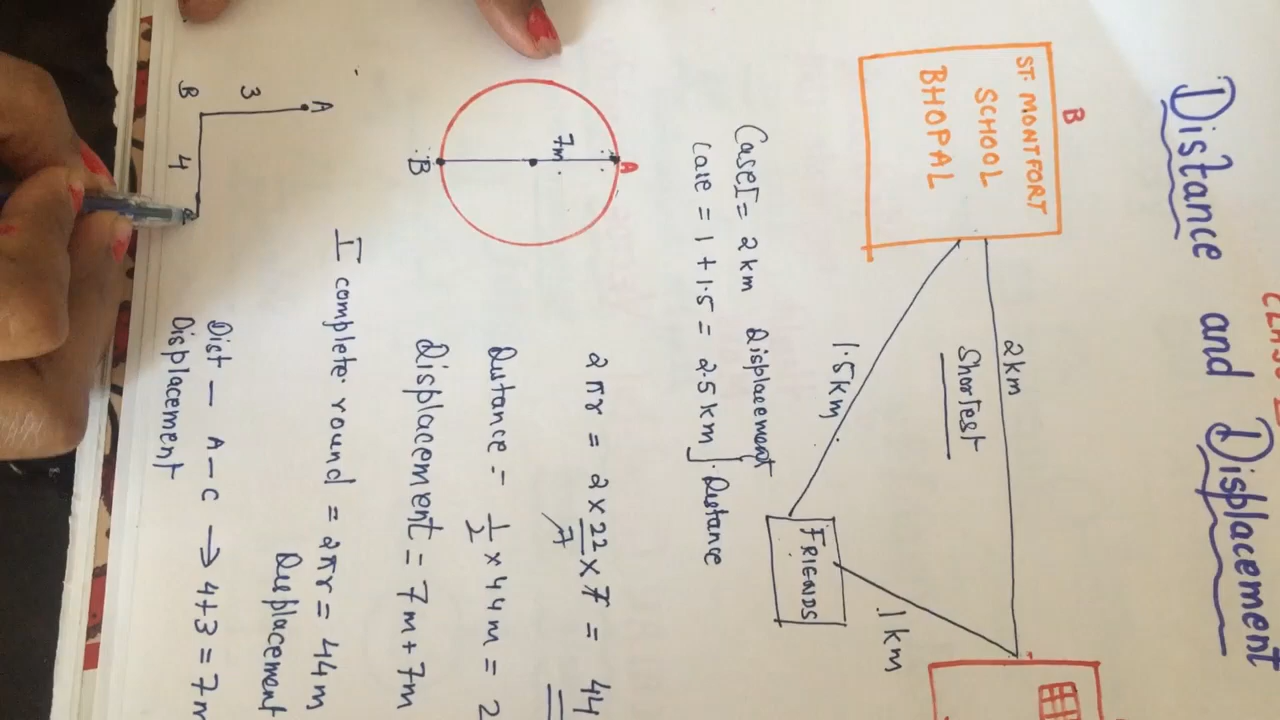 Distance and Displacement
B
ST. MONTFORT
SCHOOL
BHOPAL
2km
Shortest
1.5km
FRIENDS
1km
Case I = 2km Displacement
Case = 1 + 1.5 = 2.5km] Distance
A
7m
B
2πr = 2 × 22/7 × 7 = 44
Distance = 1/2 × 44m = 2
Displacement = 7m + 7m
I complete round = 2πr = 44m
Displacement
A
3
B
4
Dist - A - C → 4+3 = 7m
Displacement